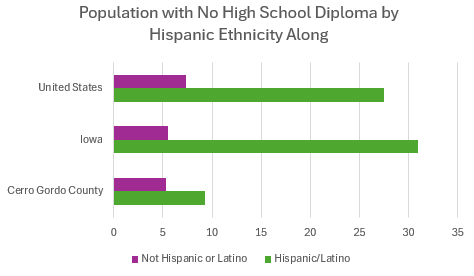 Population with No High School Diploma by
Hispanic Ethnicity Along
United States
Iowa
Cerro Gordo County
0 5 10 15 20 25 30 35
Not Hispanic or Latino Hispanic/Latino